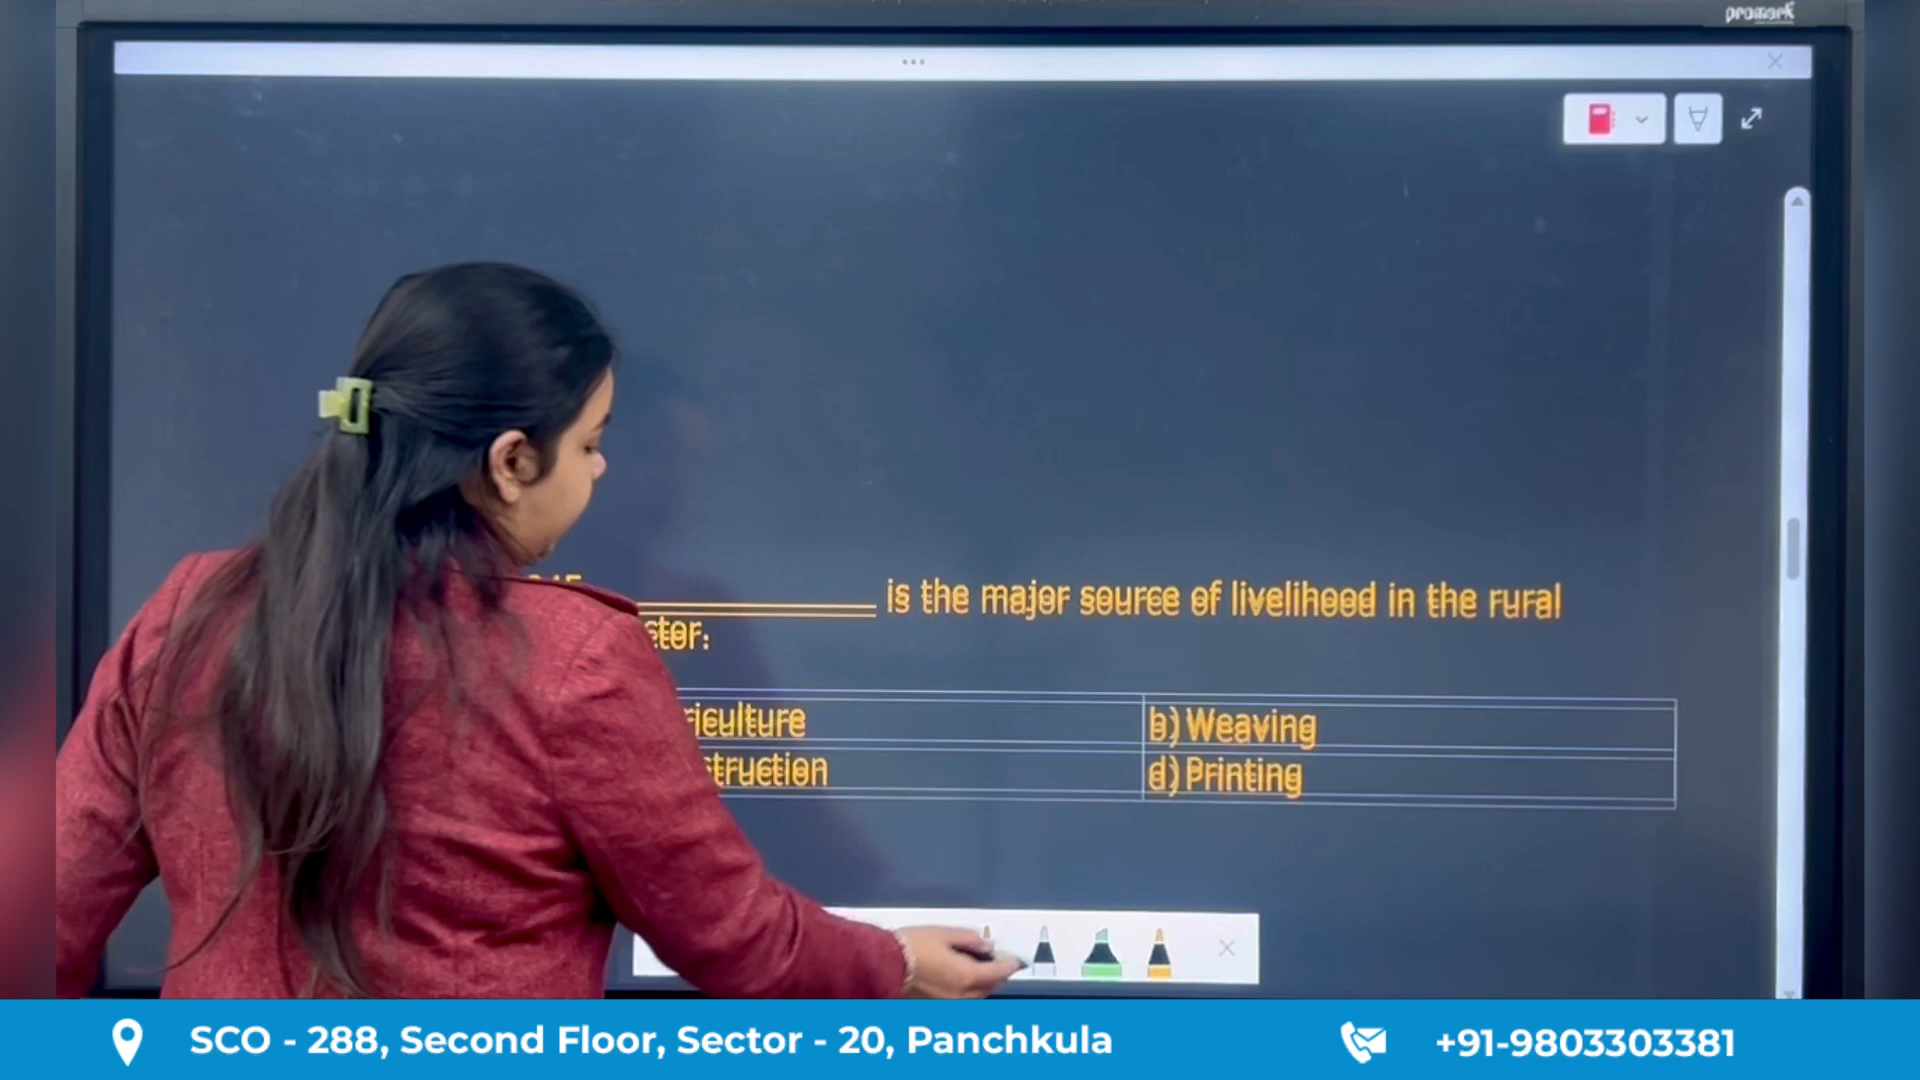 promark
is the major source of livelihood in the rural
ctor.
riculture b) Weaving
struction d) Printing
SCO - 288, Second Floor, Sector - 20, Panchkula +91-9803303381